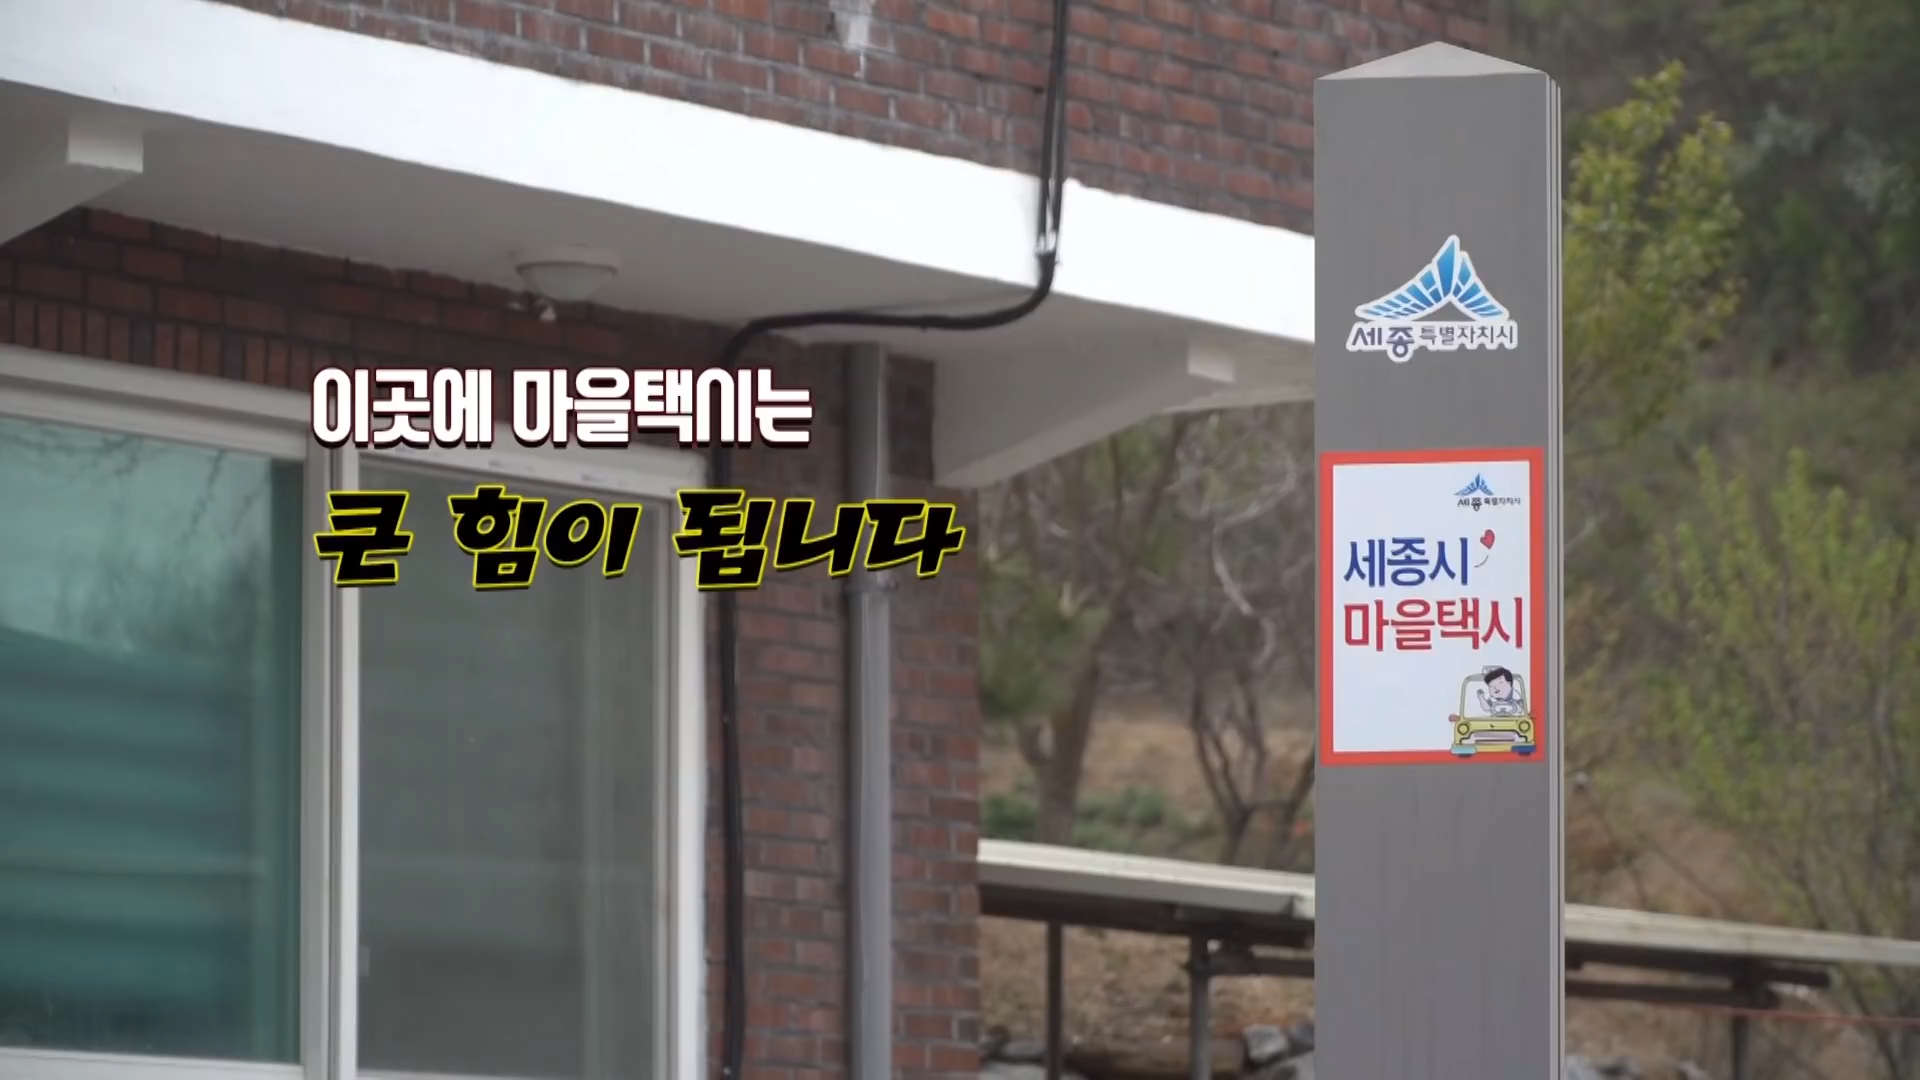 이곳에 마을택시는
큰 힘이 됩니다
세종특별자치시
세종특별자치시
세종시
마을택시